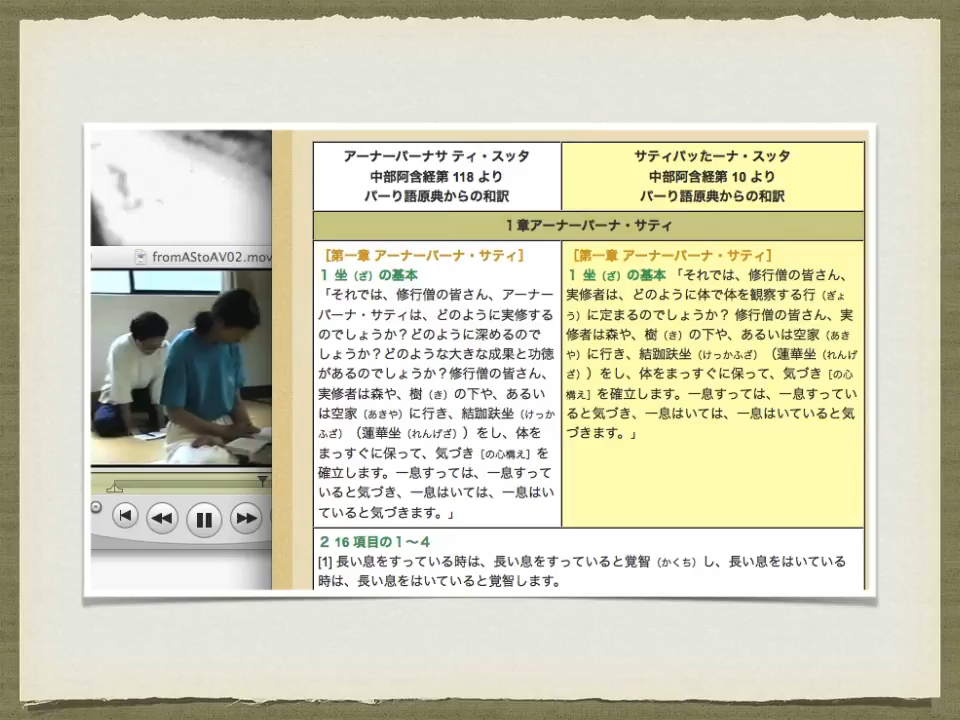 fromAStoAV02.mov
アーナーパーナサ ティ・スッタ
中部阿含経第 118 より
パーり語原典からの和訳
サティパッたーナ・スッタ
中部阿含経第 10 より
パーり語原典からの和訳
1 章アーナーパーナ・サティ
［第一章 アーナーパーナ・サティ］
1 坐（ざ）の基本
「それでは、修行僧の皆さん、アーナー
パーナ・サティは、どのように実修する
のでしょうか？どのように深めるので
しょうか？どのような大きな成果と功徳
があるのでしょうか？修行僧の皆さん、
実修者は森や、樹（き）の下や、あるい
は空家（あきや）に行き、結跏趺坐（けっか
ふざ）（蓮華坐（れんげざ））をし、体を
まっすぐに保って、気づき［の心構え］を
確立します。一息すっては、一息すって
いると気づき、一息はいては、一息はい
ていると気づきます。」
［第一章 アーナーパーナ・サティ］
1 坐（ざ）の基本 「それでは、修行僧の皆さん、
実修者は、どのように体で体を観察する行（ぎょ
う）に定まるのでしょうか？ 修行僧の皆さん、実
修者は森や、樹（き）の下や、あるいは空家（あき
や）に行き、結跏趺坐（けっかふざ）（蓮華坐（れんげ
ざ））をし、体をまっすぐに保って、気づき［の心
構え］を確立します。一息すっては、一息すってい
ると気づき、一息はいては、一息はいていると気
づきます。」
2 16 項目の１〜４
[1] 長い息をすっている時は、長い息をすっていると覚智（かくち）し、長い息をはいている
時は、長い息をはいていると覚智します。